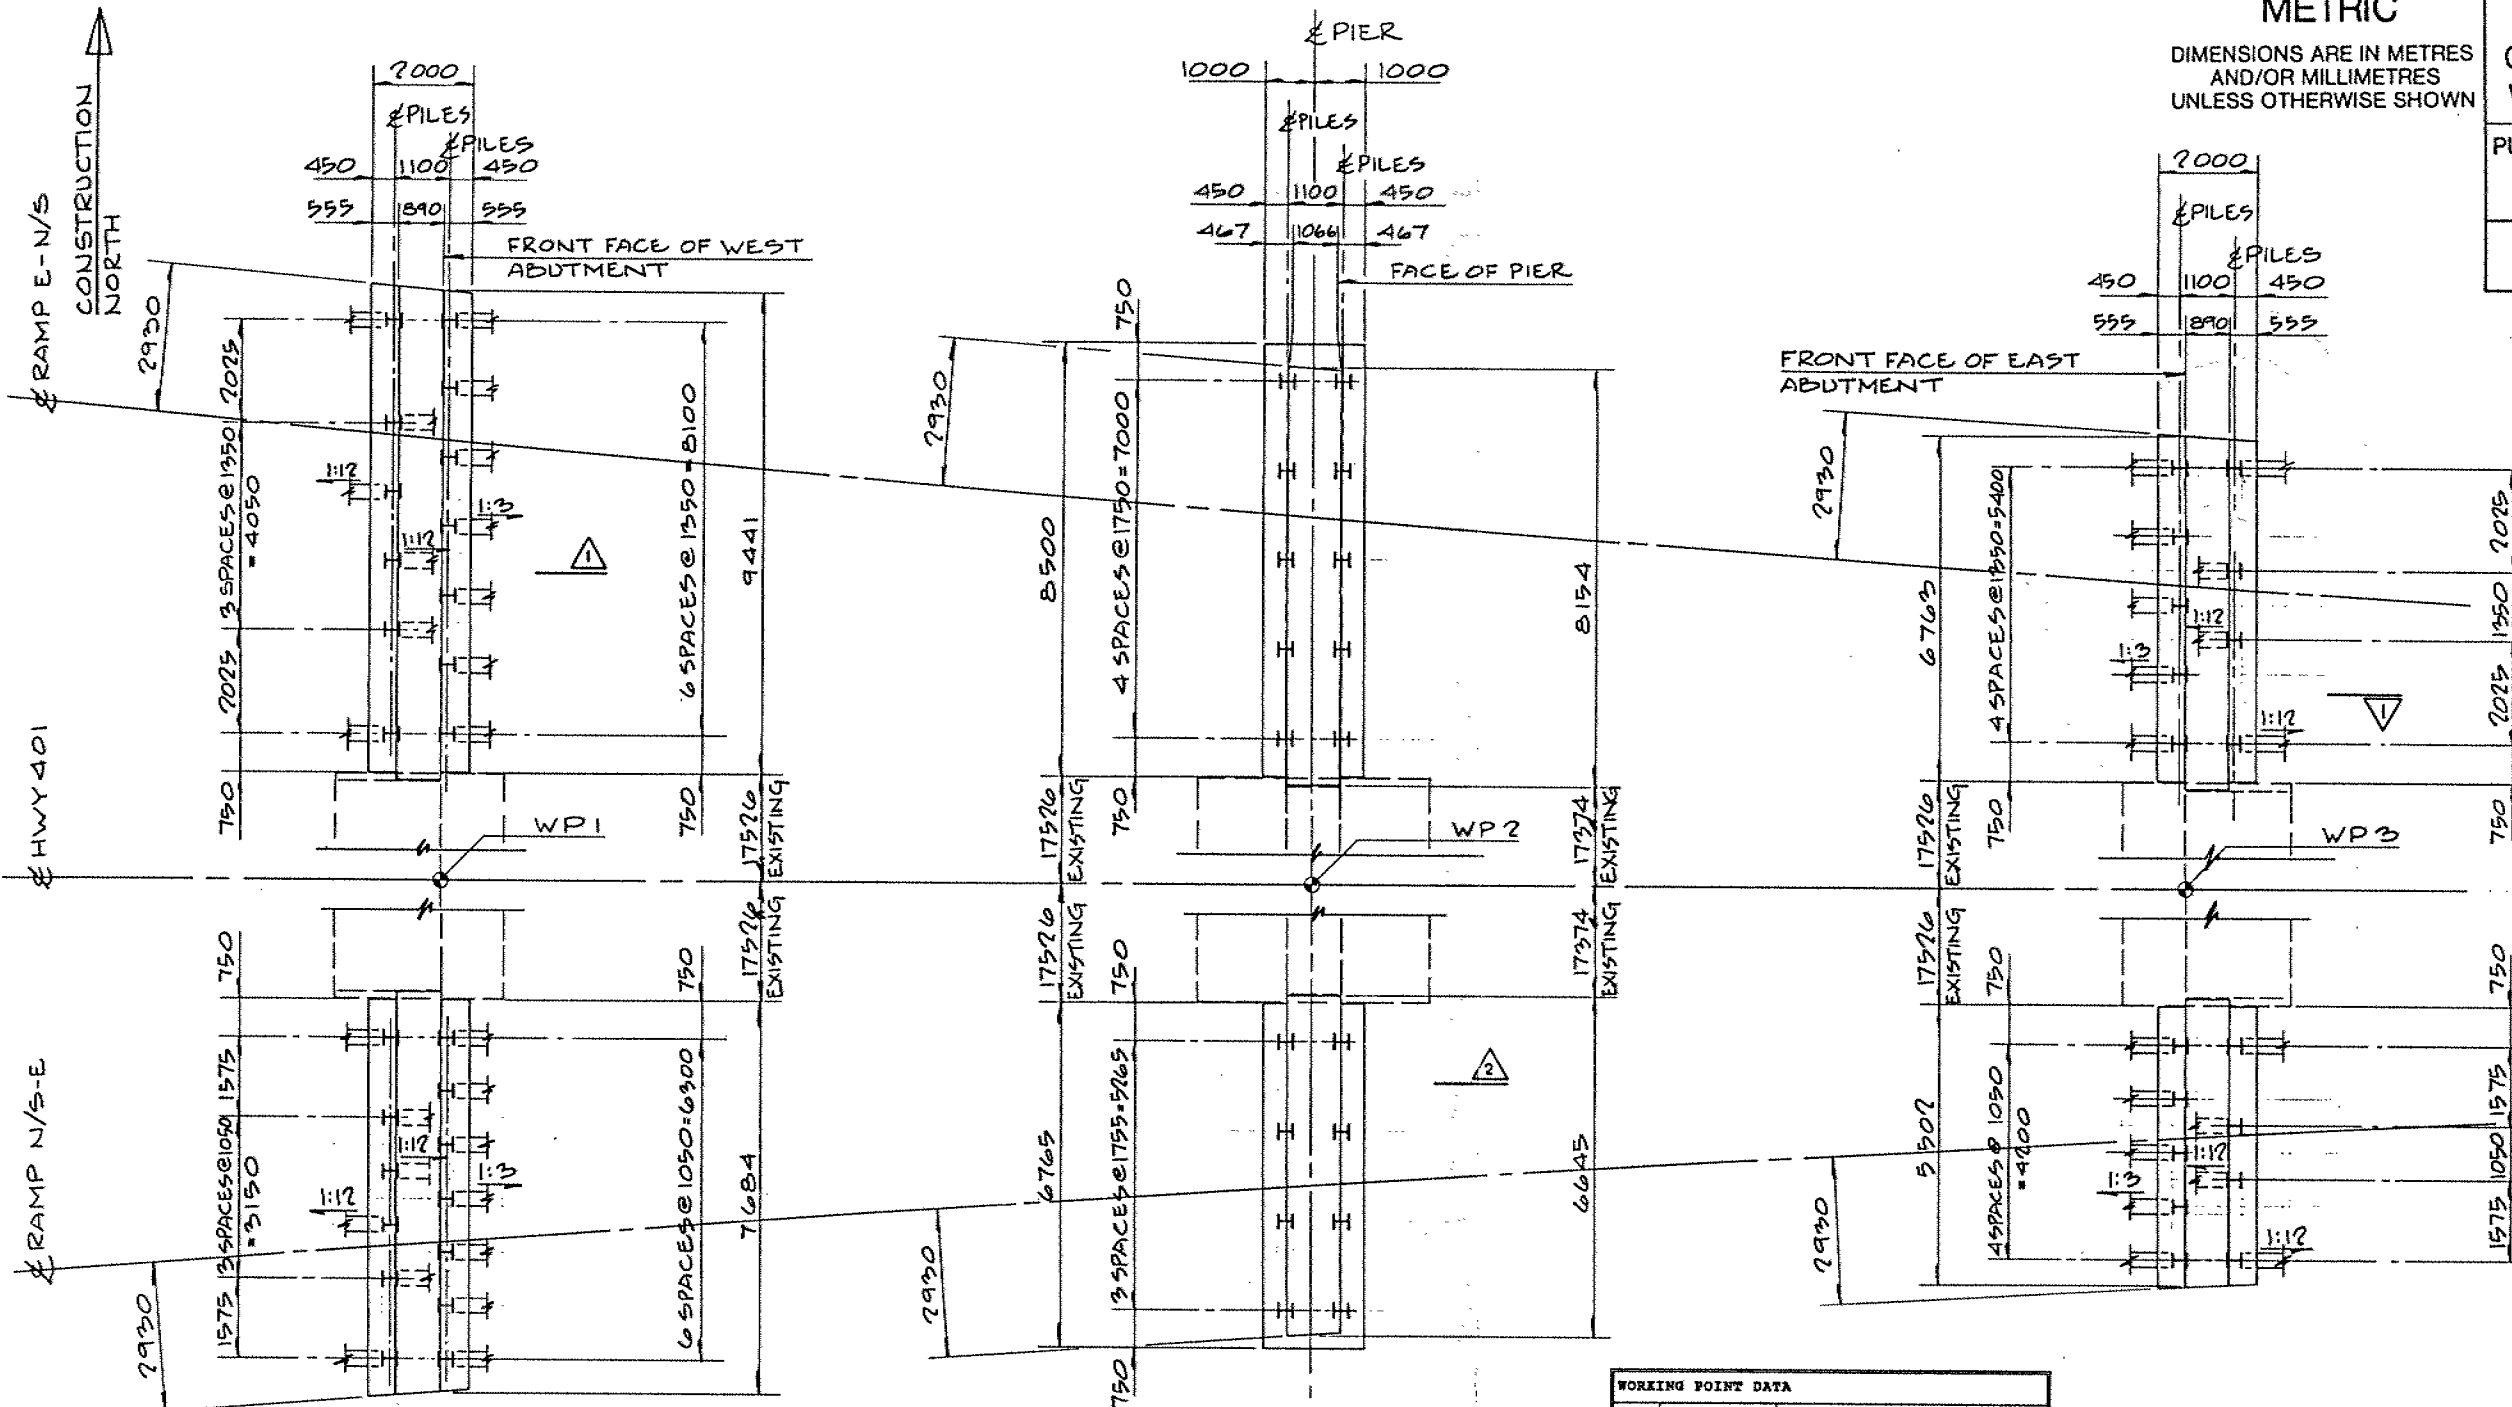 METRIC
DIMENSIONS ARE IN METRES
AND/OR MILLIMETRES
UNLESS OTHERWISE SHOWN
CONSTRUCTION
NORTH
℄ RAMP E-N/S
℄ HWY 401
℄ RAMP N/S-E
2000
℄ PILES
℄ PILES
450 1100 450
555 890 555
FRONT FACE OF WEST
ABUTMENT
2930
2025
3 SPACES @ 1350
= 4050
2025
750
1:12
1:12
1:3
1
6 SPACES @ 1350 = 8100
750
9441
17526
EXISTING
WP 1
17526
EXISTING
750
1575
3 SPACES @ 1050
= 3150
1575
1:12
1:12
1:3
750
6 SPACES @ 1050 = 6300
7684
2930
℄ PIER
1000 1000
℄ PILES
℄ PILES
450 1100 450
467 1066 467
FACE OF PIER
750
2930
8500
4 SPACES @ 1750 = 7000
8154
750
17526
EXISTING
17374
EXISTING
WP 2
17526
EXISTING
17374
EXISTING
750
6765
3 SPACES @ 1755 = 5265
6645
2
2930
750
2000
℄ PILES
℄ PILES
450 1100 450
555 890 555
FRONT FACE OF EAST
ABUTMENT
2930
6763
4 SPACES @ 1350 = 5400
2025
1350
2025
750
1:12
1:3
1:12
1
17526
EXISTING
750
WP 3
17526
EXISTING
750
750
5502
4 SPACES @ 1050
= 4200
1575
1050
1575
1:12
1:3
1:12
2930
WORKING POINT DATA